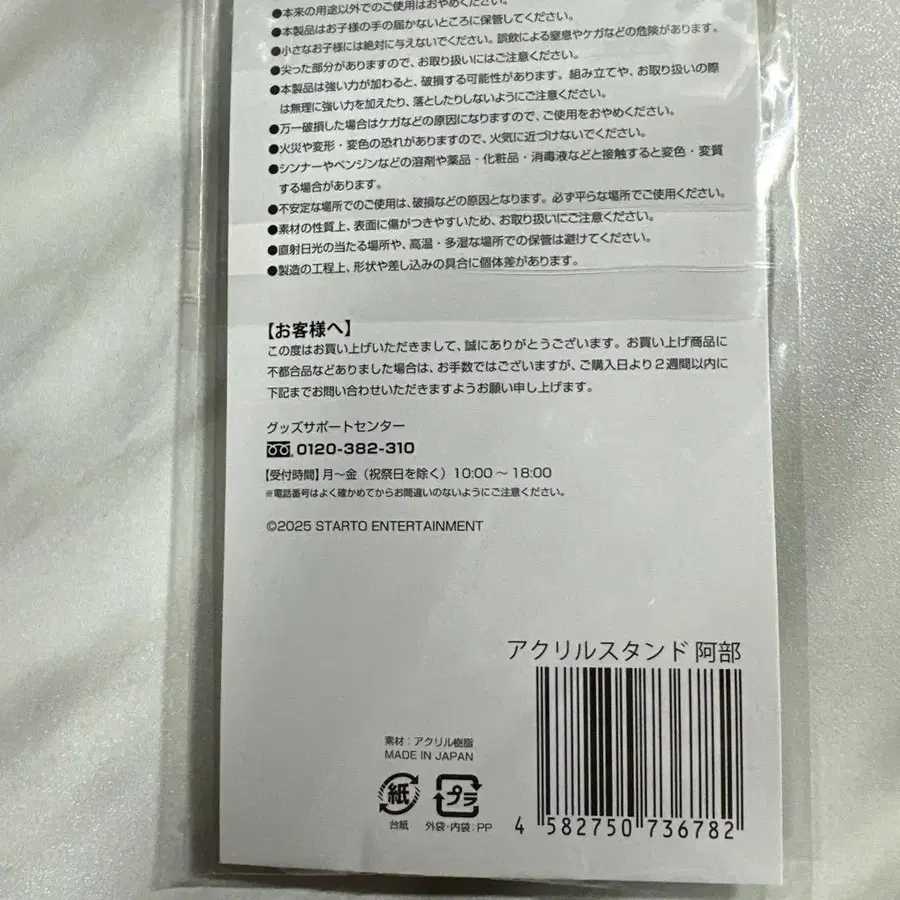 ●本来の用途以外でのご使用はおやめください。
●本製品はお子様の手の届かないところに保管してください。
●小さなお子様には絶対に与えないでください。誤飲による窒息やケガなどの危険があります。
●尖った部分がありますので、お取り扱いにはご注意ください。
●本製品は強い力が加わると、破損する可能性があります。組み立てや、お取り扱いの際
は無理に強い力を加えたり、落としたりしないようにご注意ください。
●万一破損した場合はケガなどの原因になりますので、ご使用をおやめください。
●火災や変形・変色の恐れがありますので、火気に近づけないでください。
●シンナーやベンジンなどの溶剤や薬品・化粧品・消毒液などと接触すると変色・変質
する場合があります。
●不安定な場所でのご使用は、破損などの原因となります。必ず平らな場所でご使用ください。
●素材の性質上、表面に傷がつきやすいため、お取り扱いにご注意ください。
●直射日光の当たる場所や、高温・多湿な場所での保管は避けてください。
●製造の工程上、形状や差し込みの具合に個体差があります。
【お客様へ】
この度はお買い上げいただきまして、誠にありがとうございます。お買い上げ商品に
不都合品などありました場合は、お手数ではございますが、ご購入日より2週間以内に
下記までお問い合わせいただきますようお願い申し上げます。
グッズサポートセンター
0120-382-310
【受付時間】月〜金(祝祭日を除く)10:00〜18:00
※電話番号はよく確かめてからお間違いのないようにご注意ください。
©2025 STARTO ENTERTAINMENT
アクリルスタンド 阿部
素材:アクリル樹脂
MADE IN JAPAN
紙
プラ
台紙
外袋・内袋:PP
4 582750 736782